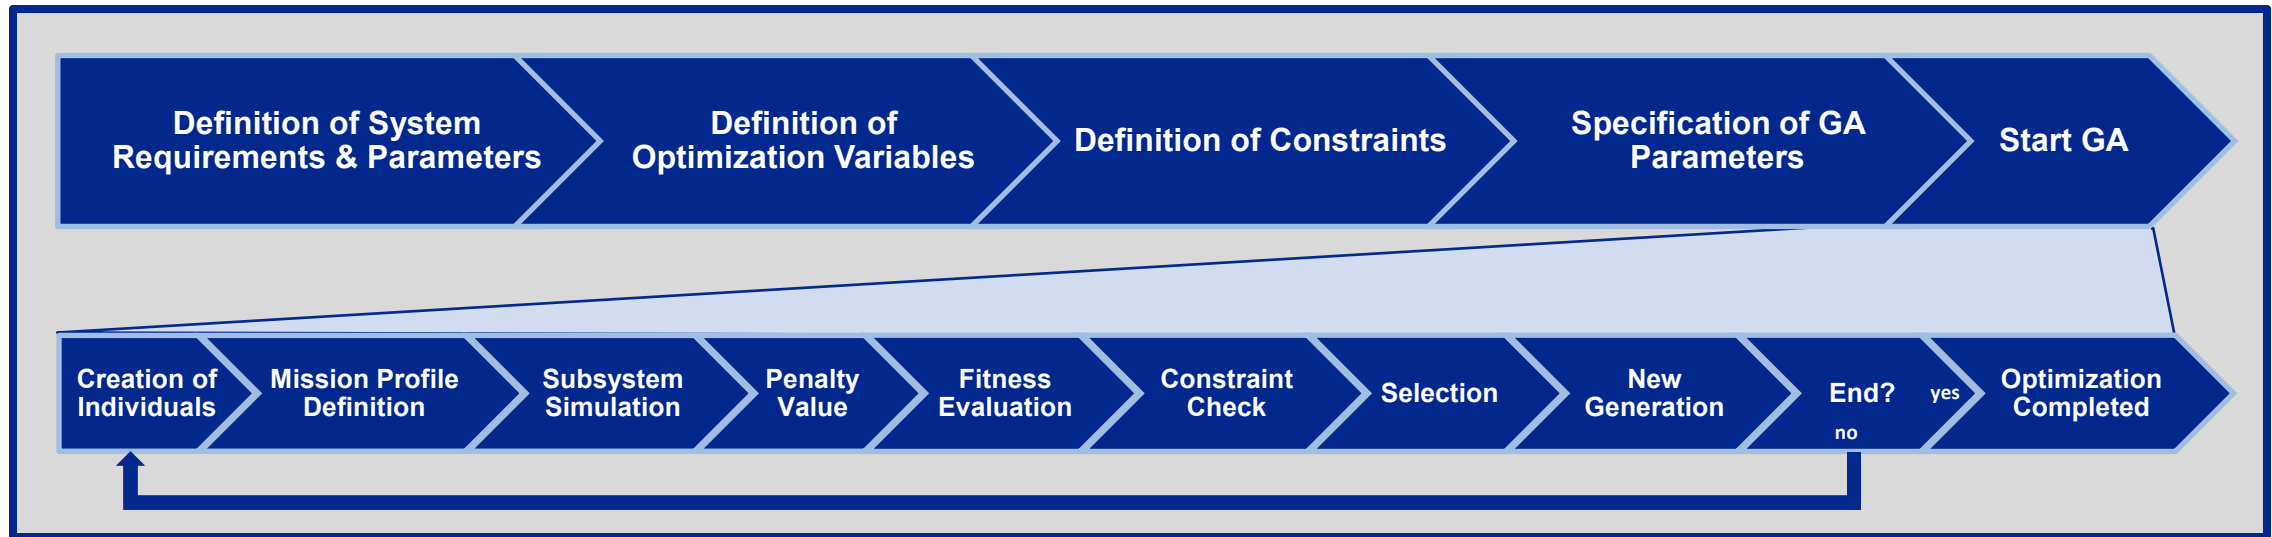 Definition of System
Requirements & Parameters
Definition of
Optimization Variables
Definition of Constraints
Specification of GA
Parameters
Start GA
Creation of
Individuals
Mission Profile
Definition
Subsystem
Simulation
Penalty
Value
Fitness
Evaluation
Constraint
Check
Selection
New
Generation
End?
yes
no
Optimization
Completed